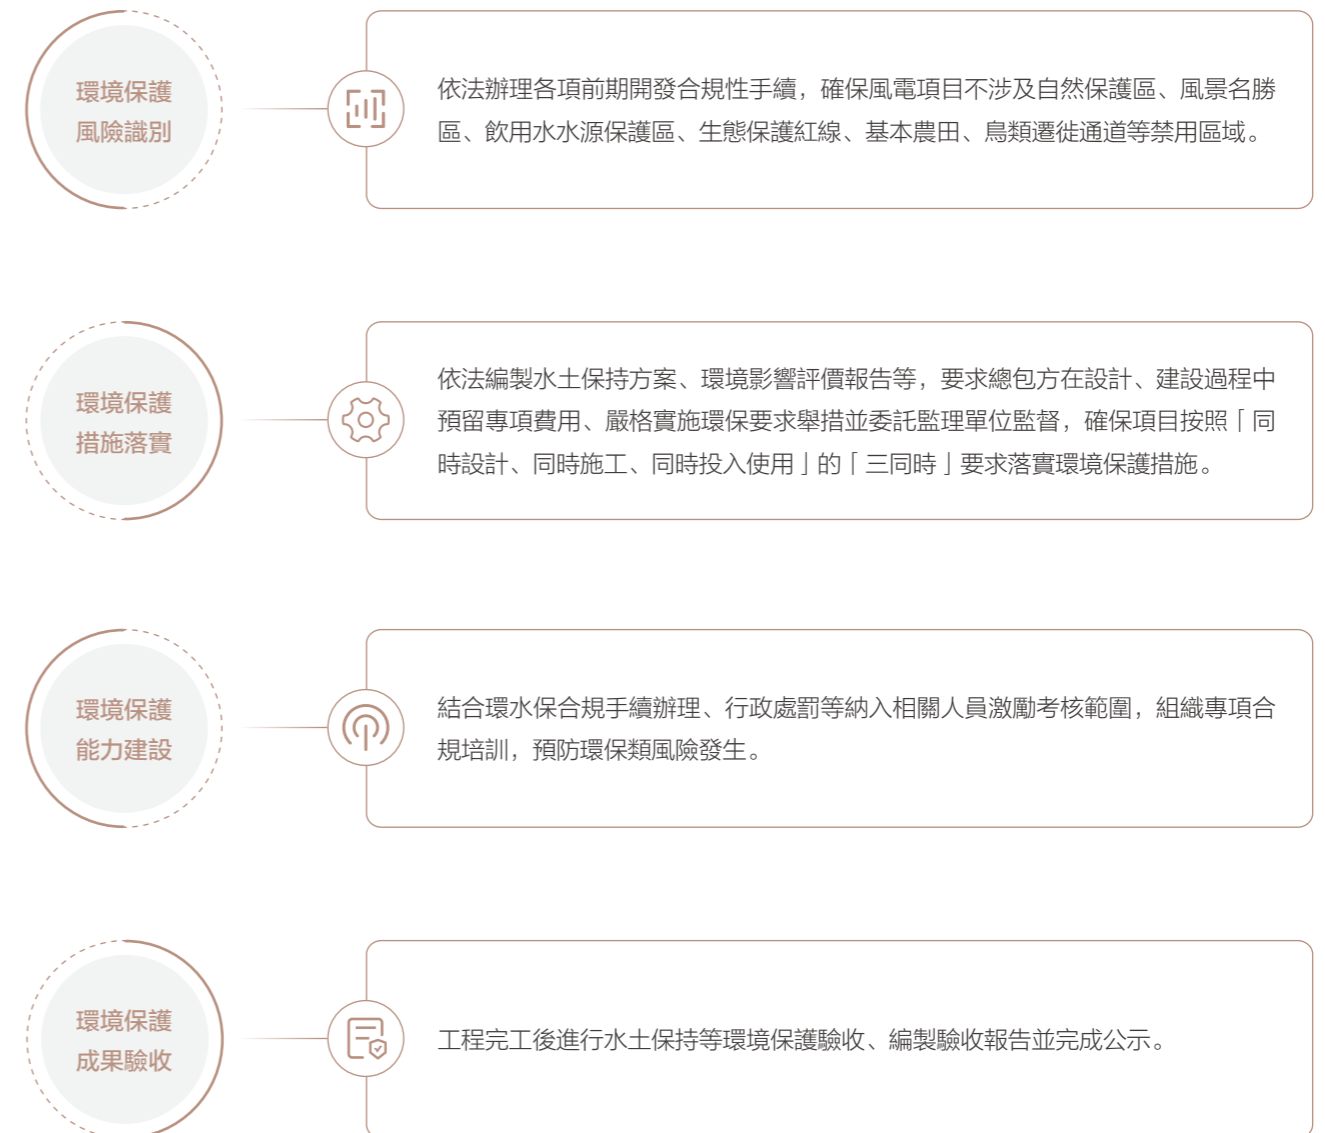 環境保護
風險識別
依法辦理各項前期開發合規性手續，確保風電項目不涉及自然保護區、風景名勝
區、飲用水水源保護區、生態保護紅線、基本農田、鳥類遷徙通道等禁用區域。
環境保護
措施落實
依法編製水土保持方案、環境影響評價報告等，要求總包方在設計、建設過程中
預留專項費用、嚴格實施環保要求舉措並委託監理單位監督，確保項目按照「同
時設計、同時施工、同時投入使用」的「三同時」要求落實環境保護措施。
環境保護
能力建設
結合環水保合規手續辦理、行政處罰等納入相關人員激勵考核範圍，組織專項合
規培訓，預防環保類風險發生。
環境保護
成果驗收
工程完工後進行水土保持等環境保護驗收、編製驗收報告並完成公示。